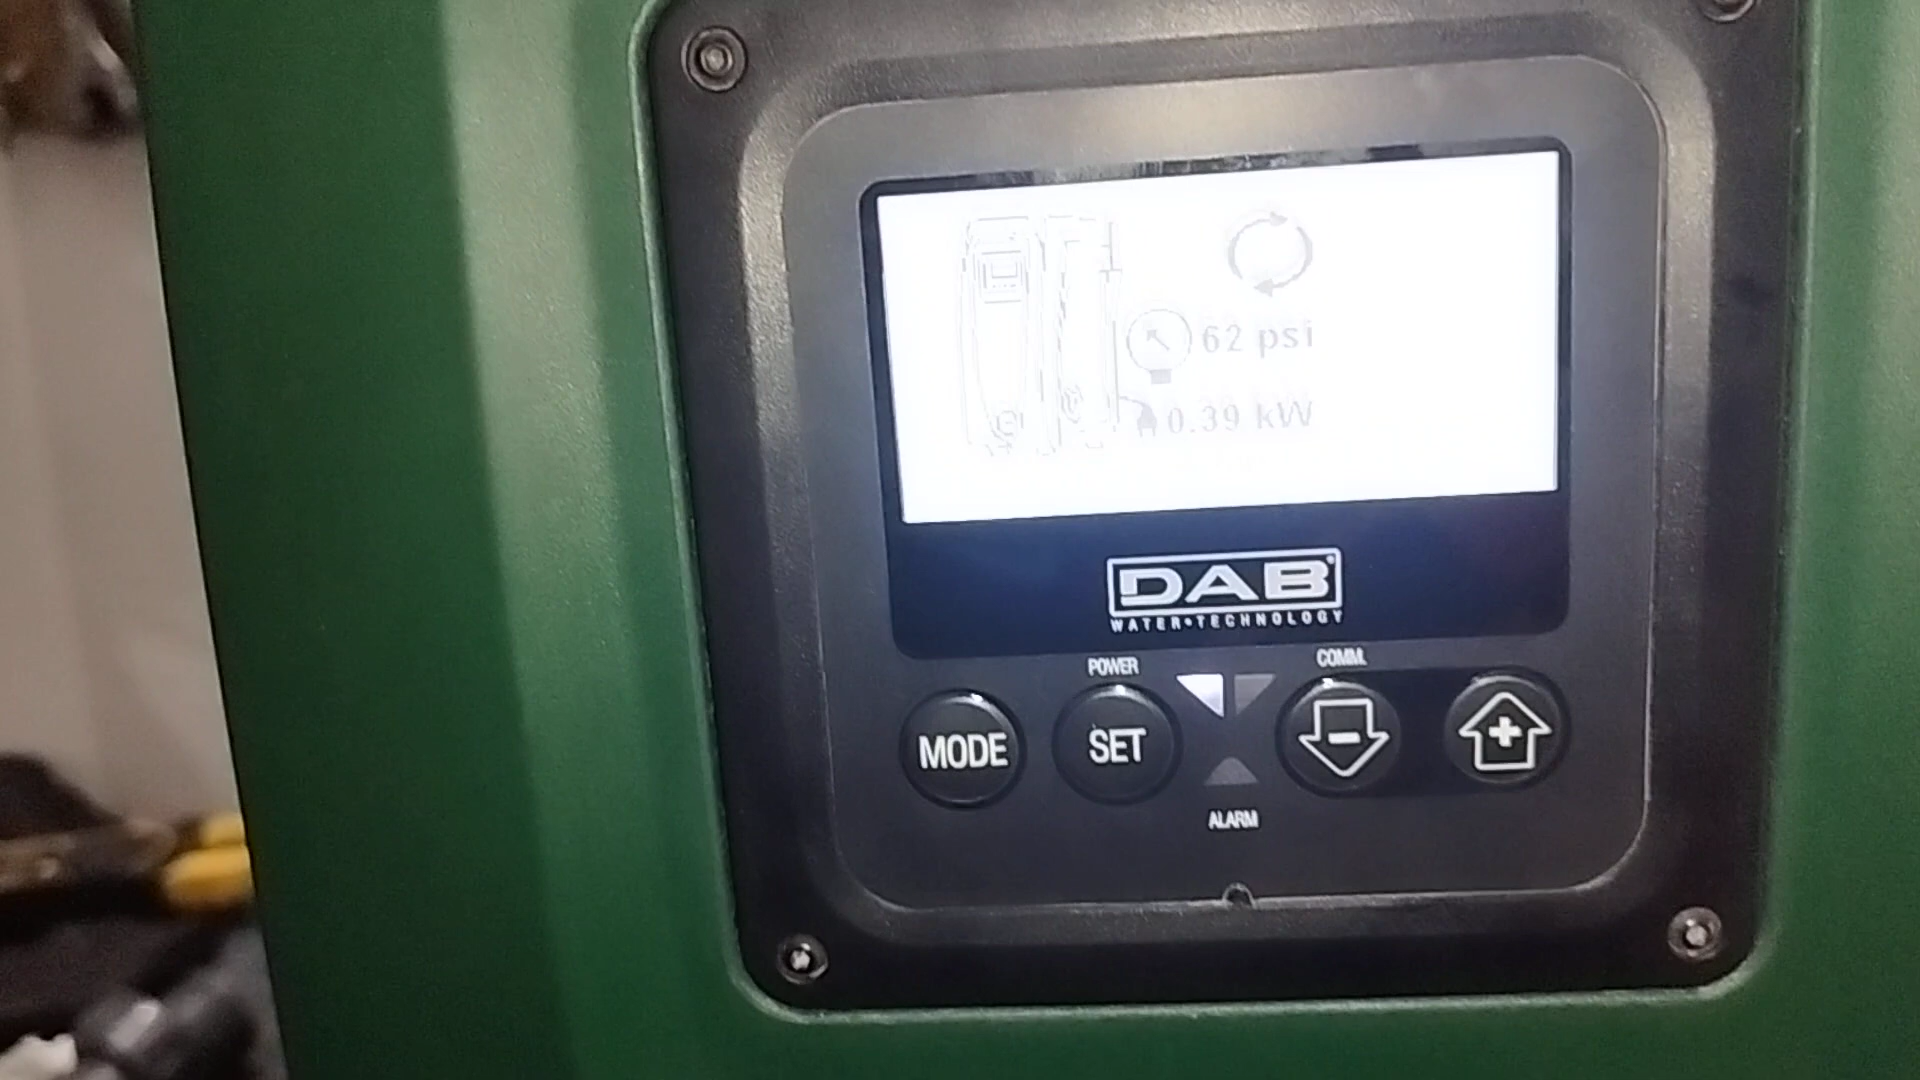 62 psi
0.39 kW
DAB
WATER•TECHNOLOGY
POWER
COMM.
MODE
SET
ALARM